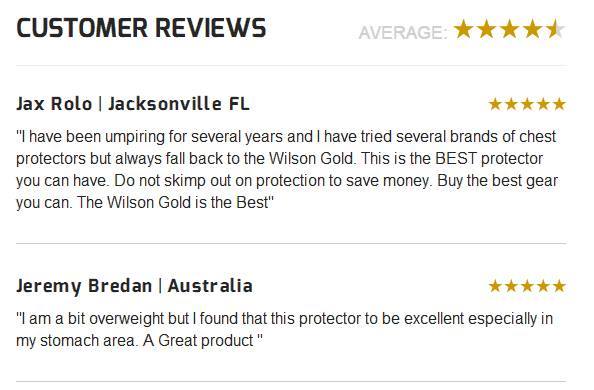 CUSTOMER REVIEWS
AVERAGE:
Jax Rolo | Jacksonville FL
"I have been umpiring for several years and I have tried several brands of chest
protectors but always fall back to the Wilson Gold. This is the BEST protector
you can have. Do not skimp out on protection to save money. Buy the best gear
you can. The Wilson Gold is the Best"
Jeremy Bredan | Australia
"I am a bit overweight but I found that this protector to be excellent especially in
my stomach area. A Great product "